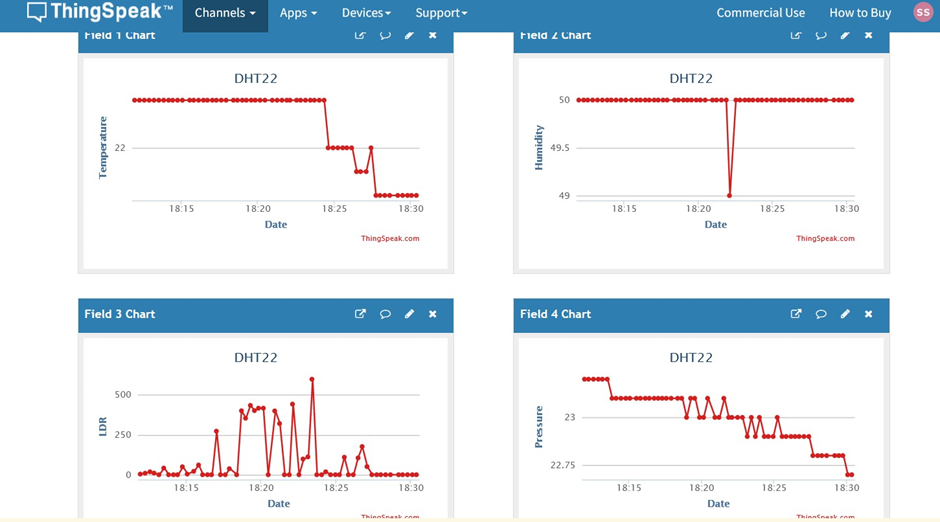 ThingSpeak™ Channels Apps Devices Support Commercial Use How to Buy SS
Field 1 Chart
Field 2 Chart
DHT22
Temperature
22
18:15 18:20 18:25 18:30
Date
ThingSpeak.com
DHT22
Humidity
50
49.5
49
18:15 18:20 18:25 18:30
Date
ThingSpeak.com
Field 3 Chart
Field 4 Chart
DHT22
LDR
500
250
0
18:15 18:20 18:25 18:30
Date
ThingSpeak.com
DHT22
Pressure
23
22.75
18:15 18:20 18:25 18:30
Date
ThingSpeak.com